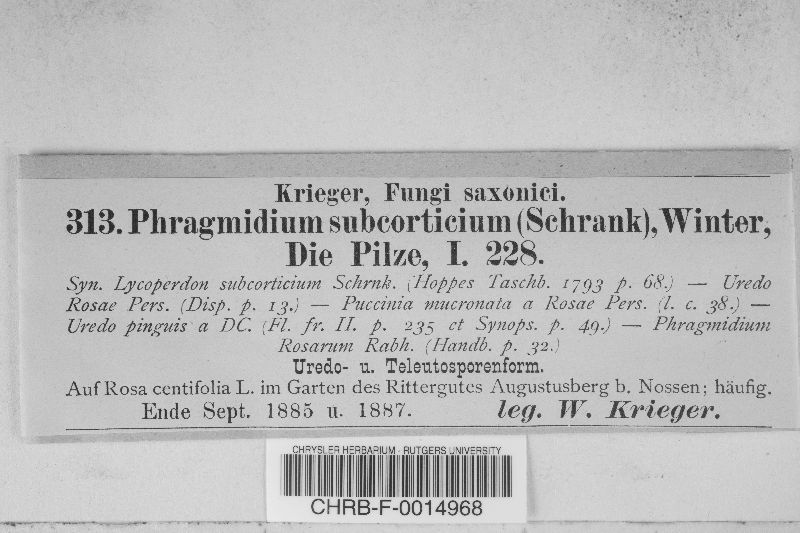 Krieger, Fungi saxonici.
313. Phragmidium subcorticium (Schrank), Winter,
Die Pilze, I. 228.
Syn. Lycoperdon subcorticium Schrnk. (Hoppes Taschb. 1793 p. 68.) — Uredo
Rosae Pers. (Disp. p. 13.) — Puccinia mucronata a Rosae Pers. (l. c. 38.) —
Uredo pinguis a DC. (Fl. fr. II. p. 235 et Synops. p. 49.) — Phragmidium
Rosarum Rabh. (Handb. p. 32.)
Uredo- u. Teleutosporenform.
Auf Rosa centifolia L. im Garten des Rittergutes Augustusberg b. Nossen; häufig.
Ende Sept. 1885 u. 1887. leg. W. Krieger.
CHRYSLER HERBARIUM - RUTGERS UNIVERSITY
CHRB-F-0014968